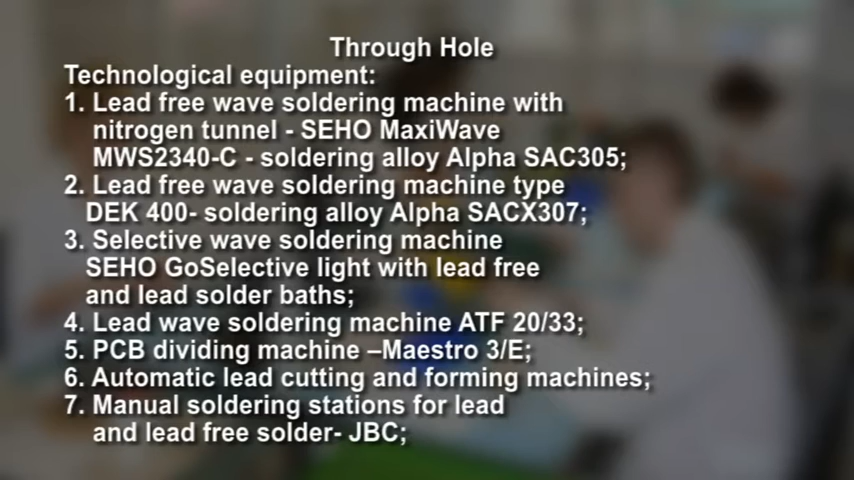 Through Hole
Technological equipment:
1. Lead free wave soldering machine with
nitrogen tunnel - SEHO MaxiWave
MWS2340-C - soldering alloy Alpha SAC305;
2. Lead free wave soldering machine type
DEK 400- soldering alloy Alpha SACX307;
3. Selective wave soldering machine
SEHO GoSelective light with lead free
and lead solder baths;
4. Lead wave soldering machine ATF 20/33;
5. PCB dividing machine –Maestro 3/E;
6. Automatic lead cutting and forming machines;
7. Manual soldering stations for lead
and lead free solder- JBC;